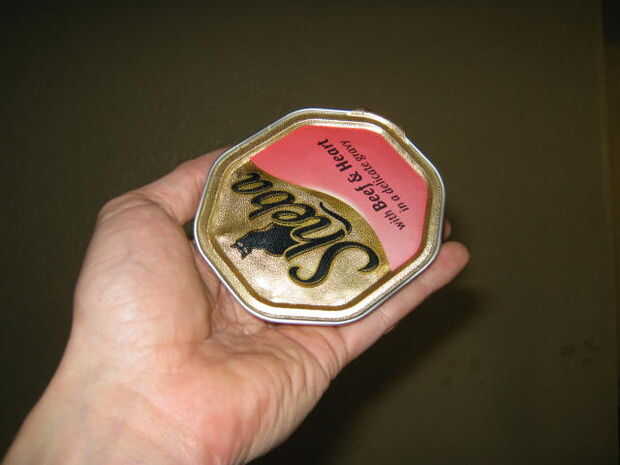 Sheba
with Beef & Heart
in a delicate gravy